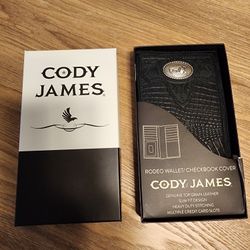 CODY
JAMES
RODEO WALLET/CHECKBOOK COVER
CODY JAMES
GENUINE TOP GRAIN LEATHER
SLIM FIT DESIGN
HEAVY DUTY STITCHING
MULTIPLE CREDIT CARD SLOTS